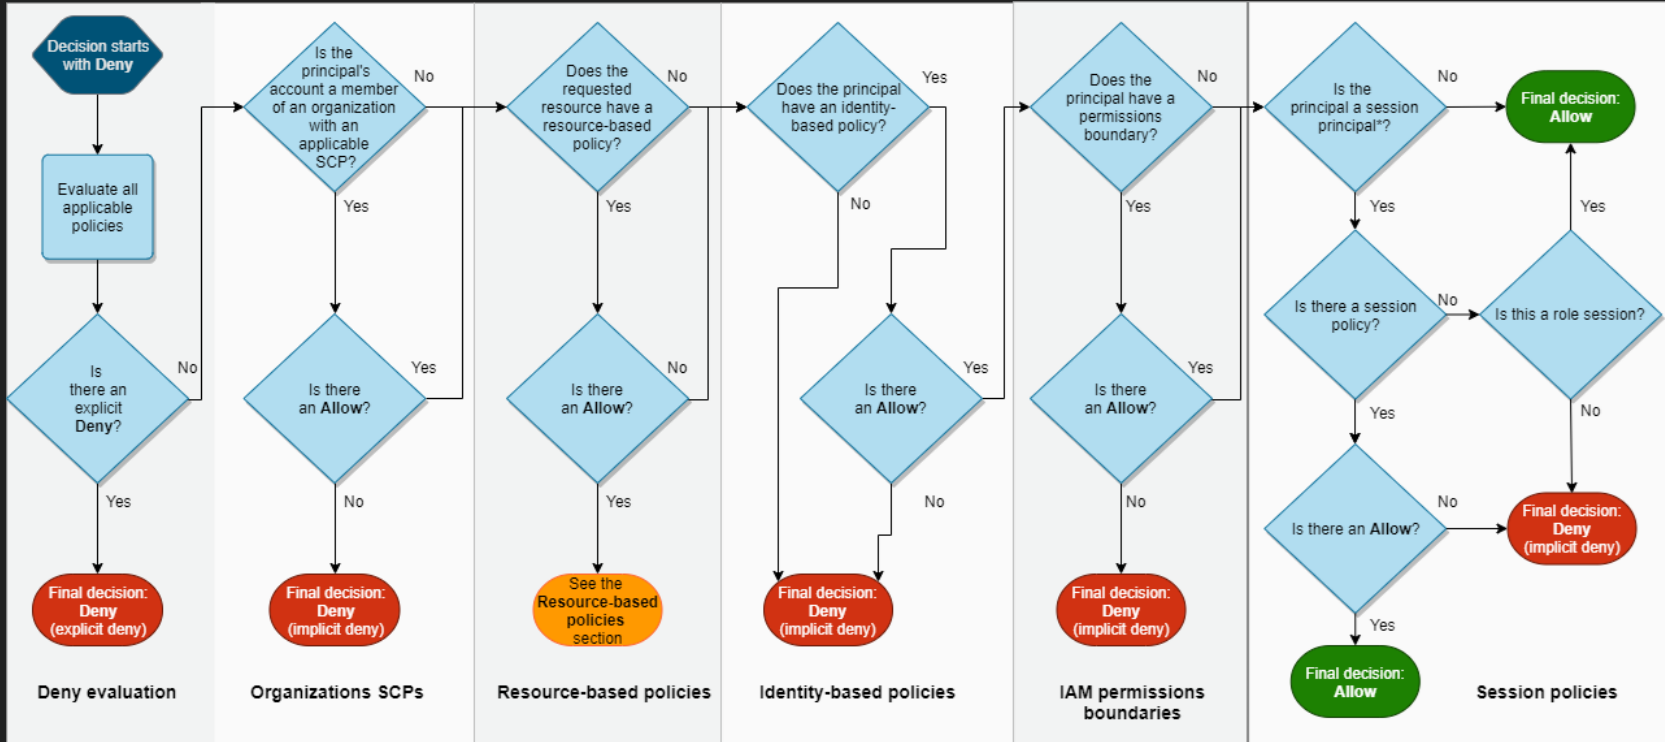 Decision starts
with Deny
Evaluate all
applicable
policies
Is
there an
explicit
Deny?
No
Yes
Final decision:
Deny
(explicit deny)
Deny evaluation
Is the
principal's
account a member
of an organization
with an
applicable
SCP?
No
Yes
Is there
an Allow?
Yes
No
Final decision:
Deny
(implicit deny)
Organizations SCPs
Does the
requested
resource have a
resource-based
policy?
No
Yes
Is there
an Allow?
No
Yes
See the
Resource-based
policies
section
Resource-based policies
Does the principal
have an identity-
based policy?
Yes
No
Is there
an Allow?
Yes
No
Final decision:
Deny
(implicit deny)
Identity-based policies
Does the
principal have a
permissions
boundary?
No
Yes
Is there
an Allow?
Yes
No
Final decision:
Deny
(implicit deny)
IAM permissions
boundaries
Is the
principal a session
principal*?
No
Final decision:
Allow
Yes
Yes
Is there a session
policy?
No
Is this a role session?
Yes
No
Is there an Allow?
No
Final decision:
Deny
(implicit deny)
Yes
Final decision:
Allow
Session policies